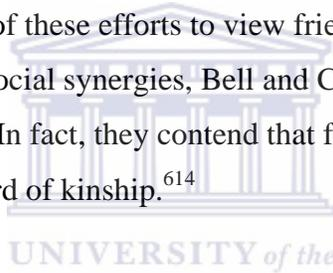 of these efforts to view frie
ocial synergies, Bell and C
In fact, they contend that f
rd of kinship.614
UNIVERSITY of the